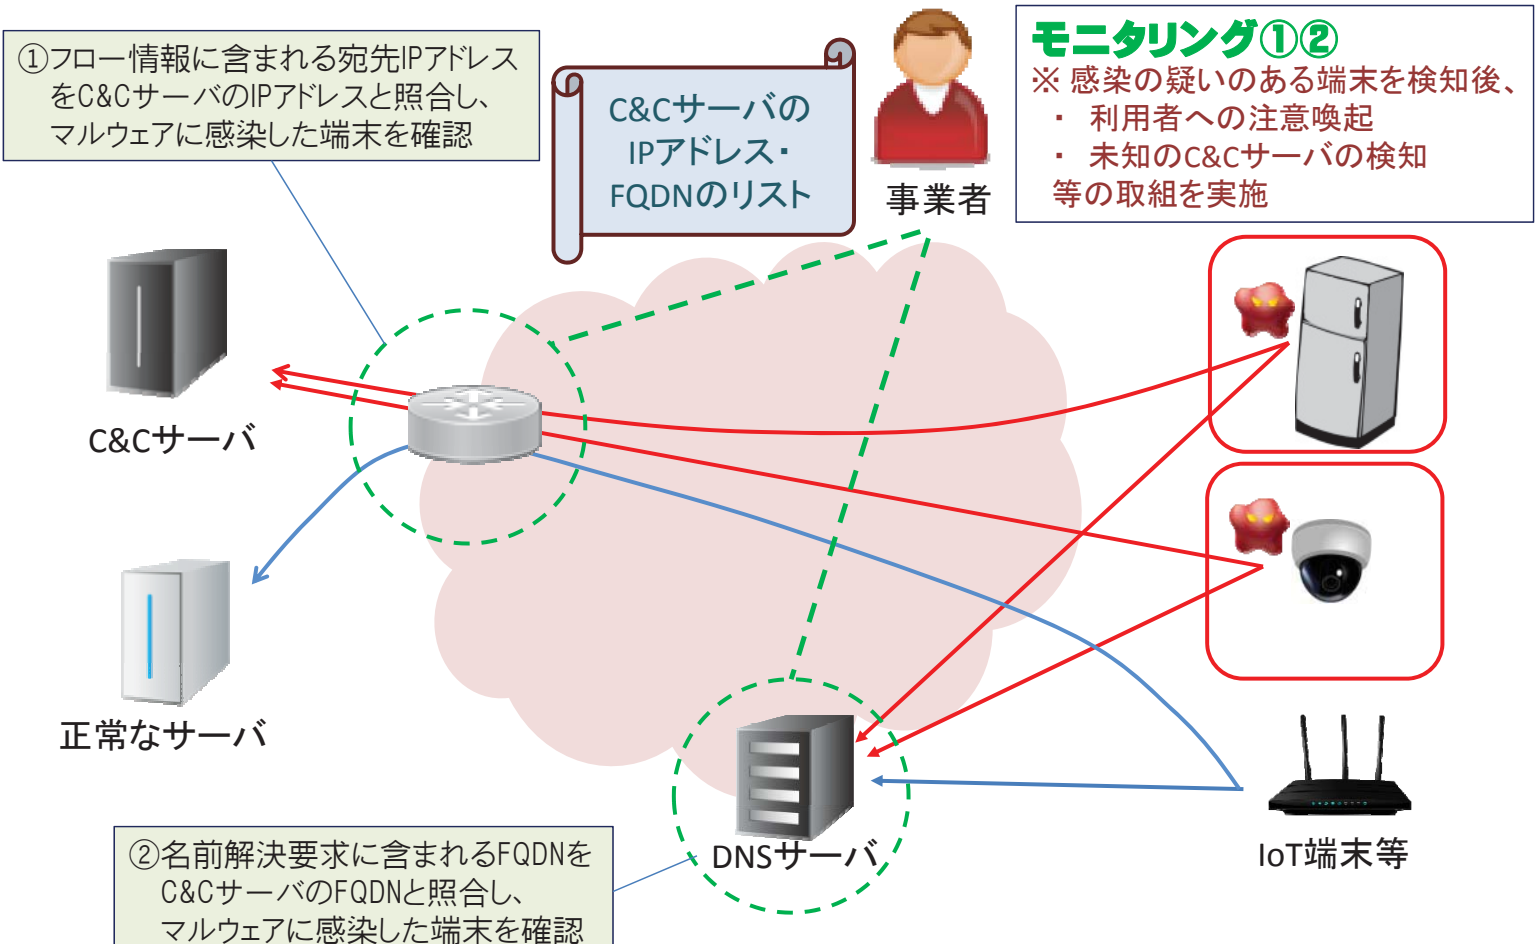 ①フロー情報に含まれる宛先IPアドレス
をC&CサーバのIPアドレスと照合し、
マルウェアに感染した端末を確認
C&Cサーバの
IPアドレス・
FQDNのリスト
事業者
モニタリング①②
※ 感染の疑いのある端末を検知後、
・ 利用者への注意喚起
・ 未知のC&Cサーバの検知
等の取組を実施
C&Cサーバ
正常なサーバ
DNSサーバ
IoT端末等
②名前解決要求に含まれるFQDNを
C&CサーバのFQDNと照合し、
マルウェアに感染した端末を確認